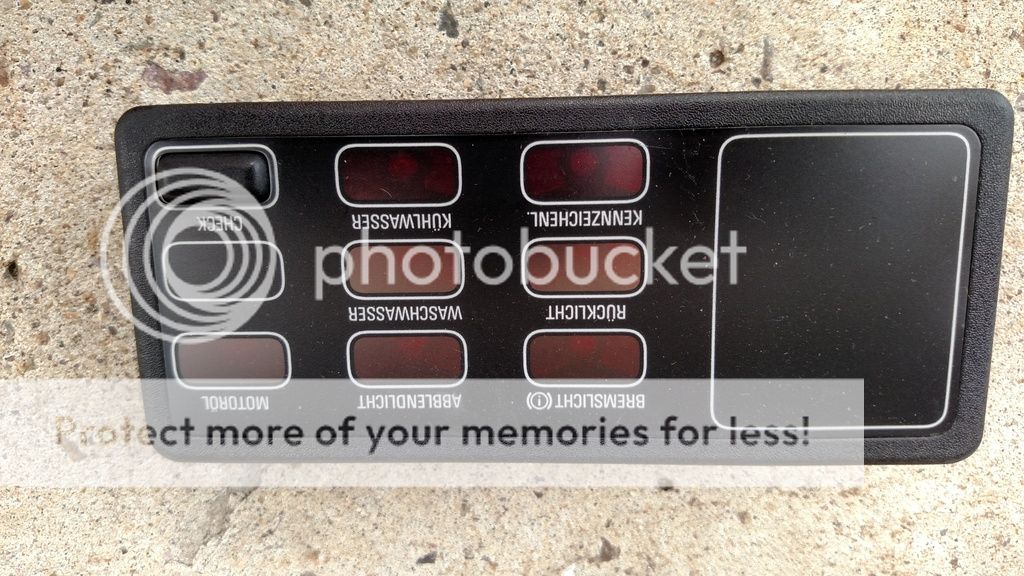 BREMSLICHT (!) ABBLENDLICHT MOTORÖL
RÜCKLICHT WASCHWASSER
KENNZEICHENL. KÜHLWASSER CHECK
photobucket
Protect more of your memories for less!